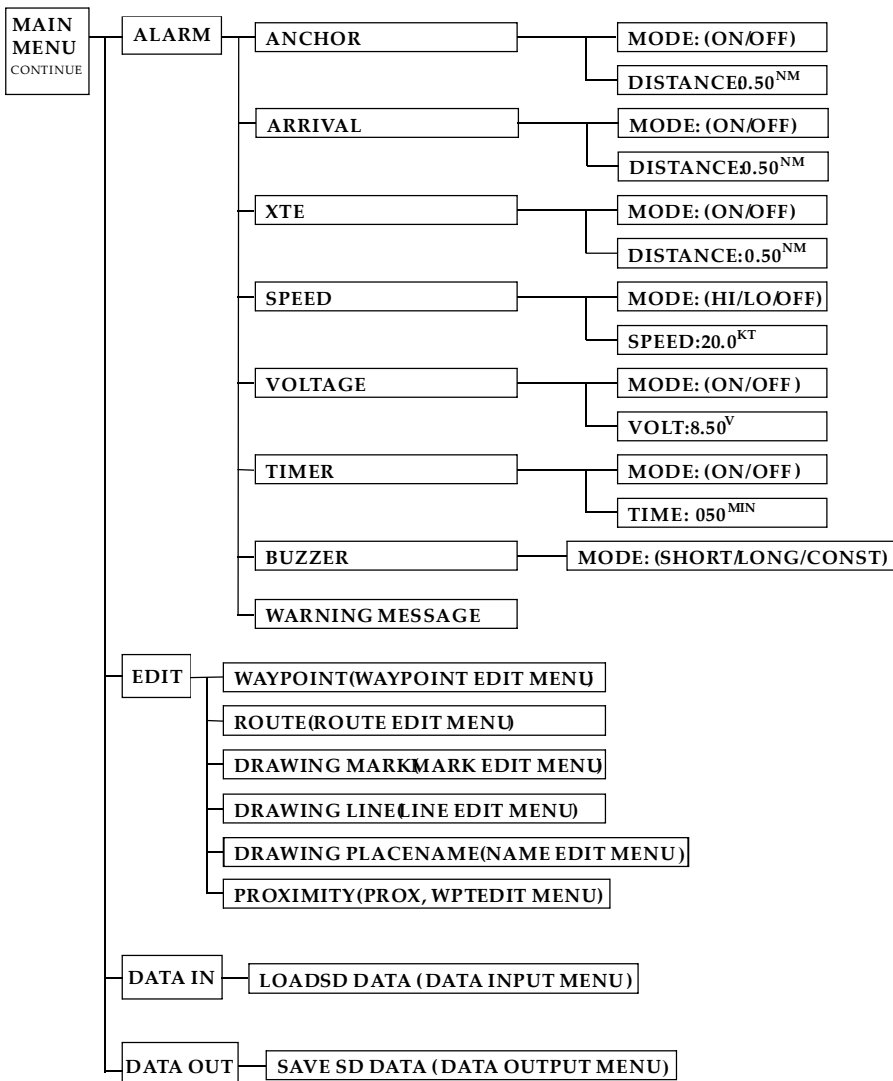 MAIN
MENU
CONTINUE
ALARM
ANCHOR
MODE: (ON/OFF)
DISTANCE:0.50NM
ARRIVAL
MODE: (ON/OFF)
DISTANCE:0.50NM
XTE
MODE: (ON/OFF)
DISTANCE:0.50NM
SPEED
MODE: (HI/LO/OFF)
SPEED:20.0KT
VOLTAGE
MODE: (ON/OFF)
VOLT:8.50V
TIMER
MODE: (ON/OFF)
TIME: 050MIN
BUZZER
MODE: (SHORT/LONG/CONST)
WARNING MESSAGE
EDIT
WAYPOINT(WAYPOINT EDIT MENU)
ROUTE(ROUTE EDIT MENU)
DRAWING MARK(MARK EDIT MENU)
DRAWING LINE(LINE EDIT MENU)
DRAWING PLACENAME(NAME EDIT MENU)
PROXIMITY(PROX, WPTEDIT MENU)
DATA IN
LOADSD DATA (DATA INPUT MENU)
DATA OUT
SAVE SD DATA (DATA OUTPUT MENU)